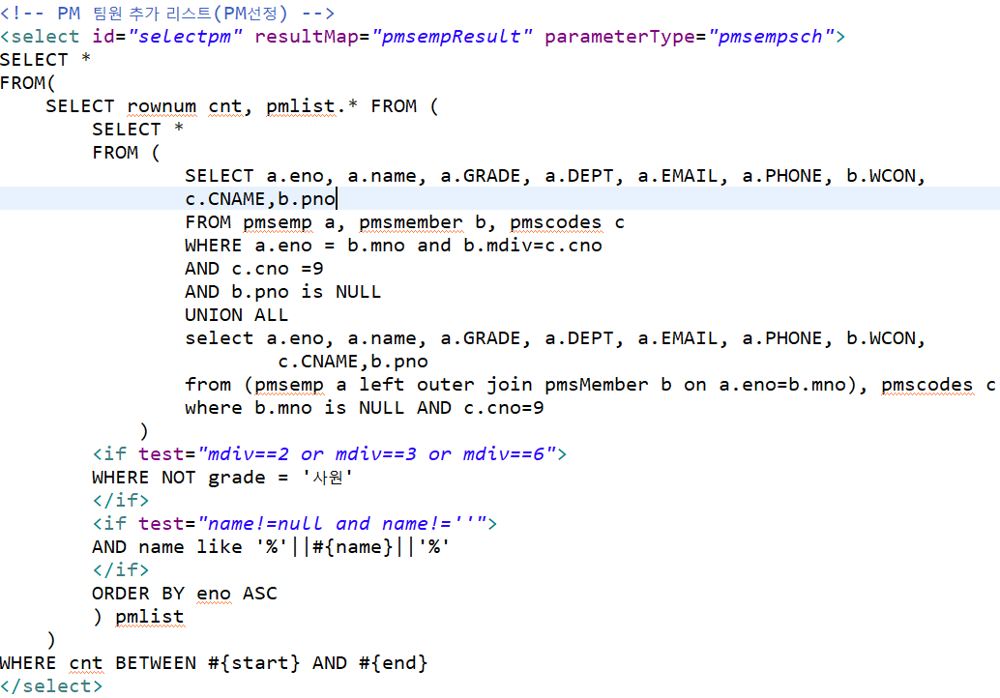 <!-- PM 팀원 추가 리스트(PM선정) -->
<select id="selectpm" resultMap="pmsempResult" parameterType="pmsempsch">
SELECT *
FROM(
    SELECT rownum cnt, pmlist.* FROM (
        SELECT *
        FROM (
                SELECT a.eno, a.name, a.GRADE, a.DEPT, a.EMAIL, a.PHONE, b.WCON,
                c.CNAME,b.pno
                FROM pmsemp a, pmsmember b, pmscodes c
                WHERE a.eno = b.mno and b.mdiv=c.cno
                AND c.cno =9
                AND b.pno is NULL
                UNION ALL
                select a.eno, a.name, a.GRADE, a.DEPT, a.EMAIL, a.PHONE, b.WCON,
                        c.CNAME,b.pno
                from (pmsemp a left outer join pmsMember b on a.eno=b.mno), pmscodes c
                where b.mno is NULL AND c.cno=9
            )
        <if test="mdiv==2 or mdiv==3 or mdiv==6">
        WHERE NOT grade = '사원'
        </if>
        <if test="name!=null and name!=''">
        AND name like '%'||#{name}||'%'
        </if>
        ORDER BY eno ASC
        ) pmlist
    )
WHERE cnt BETWEEN #{start} AND #{end}
</select>